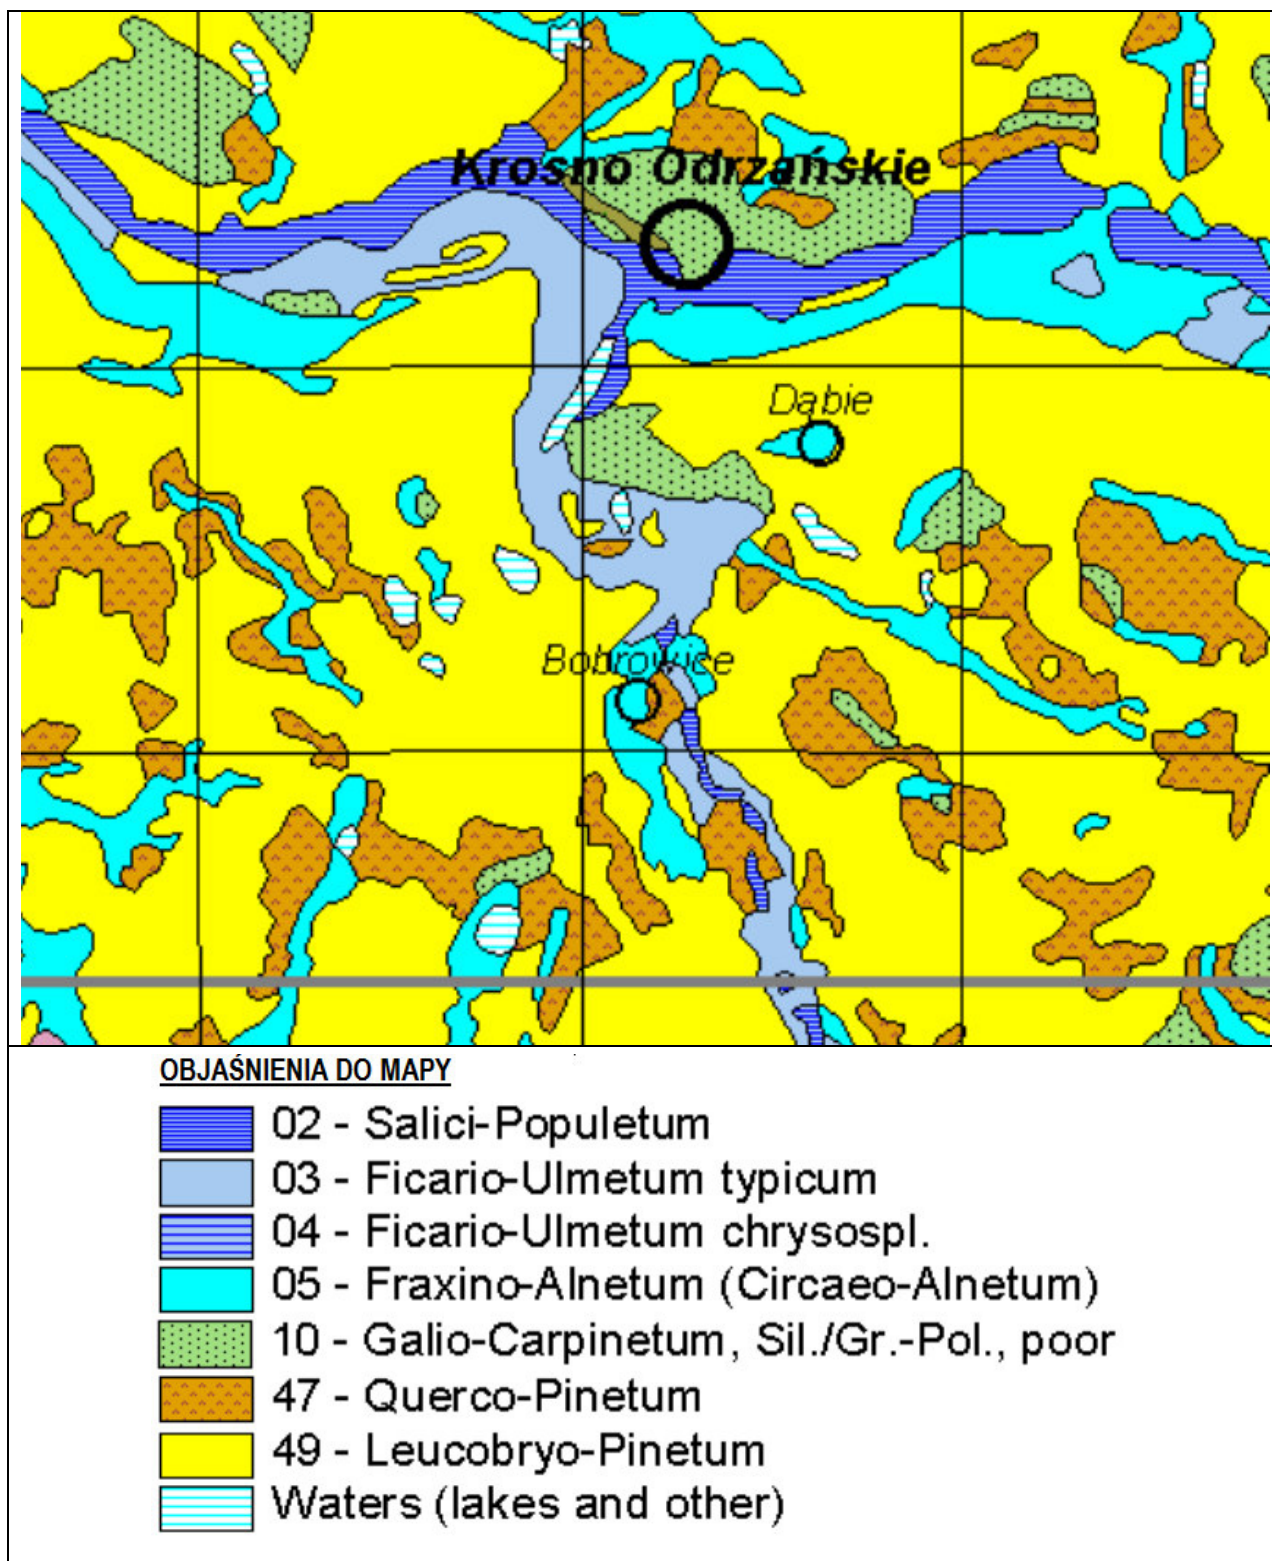 Krosno Odrzańskie
Dąbie
Bobrowice
OBJAŚNIENIA DO MAPY
02 - Salici-Populetum
03 - Ficario-Ulmetum typicum
04 - Ficario-Ulmetum chrysospl.
05 - Fraxino-Alnetum (Circaeo-Alnetum)
10 - Galio-Carpinetum, Sil./Gr.-Pol., poor
47 - Querco-Pinetum
49 - Leucobryo-Pinetum
Waters (lakes and other)